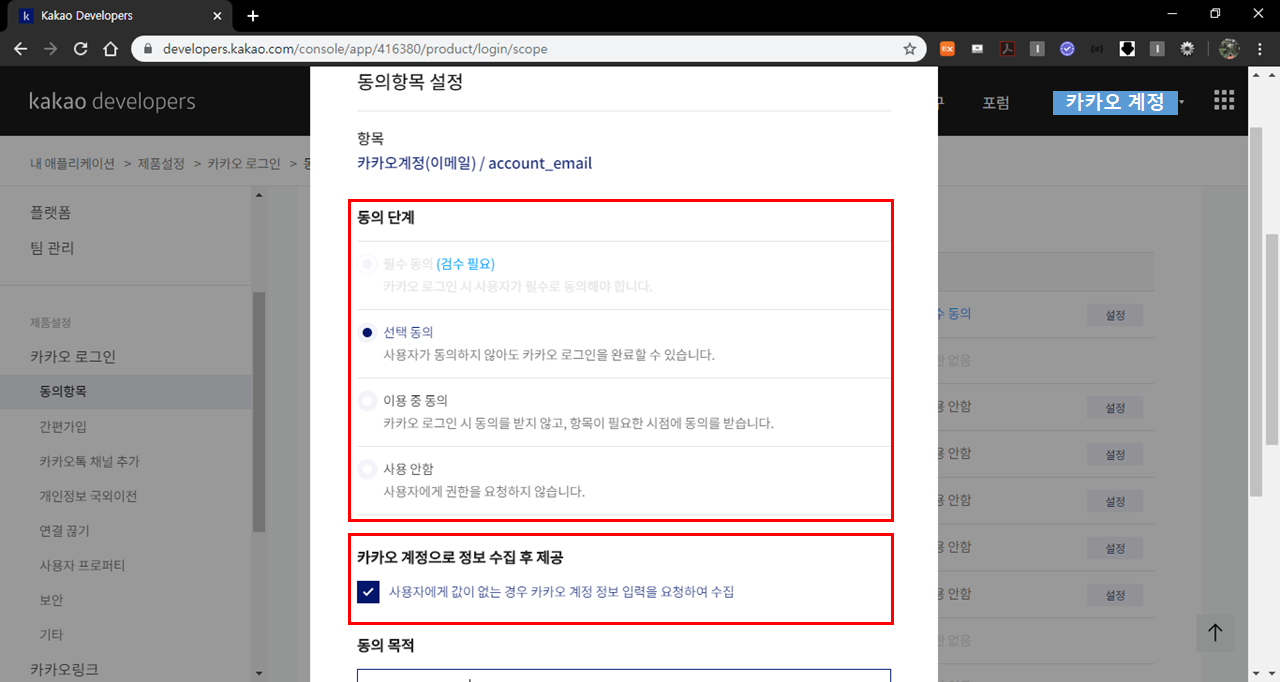 k Kakao Developers
developers.kakao.com/console/app/416380/product/login/scope
kakao developers
포럼
카카오 계정
내 애플리케이션 > 제품설정 > 카카오 로그인 >
플랫폼
팀 관리
제품설정
카카오 로그인
동의항목
간편가입
카카오톡 채널 추가
개인정보 국외이전
연결 끊기
사용자 프로퍼티
보안
기타
카카오링크
동의항목 설정
항목
카카오계정(이메일) / account_email
동의 단계
필수 동의 (검수 필요)
카카오 로그인 시 사용자가 필수로 동의해야 합니다.
선택 동의
사용자가 동의하지 않아도 카카오 로그인을 완료할 수 있습니다.
이용 중 동의
카카오 로그인 시 동의를 받지 않고, 항목이 필요한 시점에 동의를 받습니다.
사용 안함
사용자에게 권한을 요청하지 않습니다.
카카오 계정으로 정보 수집 후 제공
사용자에게 값이 없는 경우 카카오 계정 정보 입력을 요청하여 수집
동의 목적
동의 설정
없음
안함 설정
안함 설정
안함 설정
안함 설정
안함 설정
없음